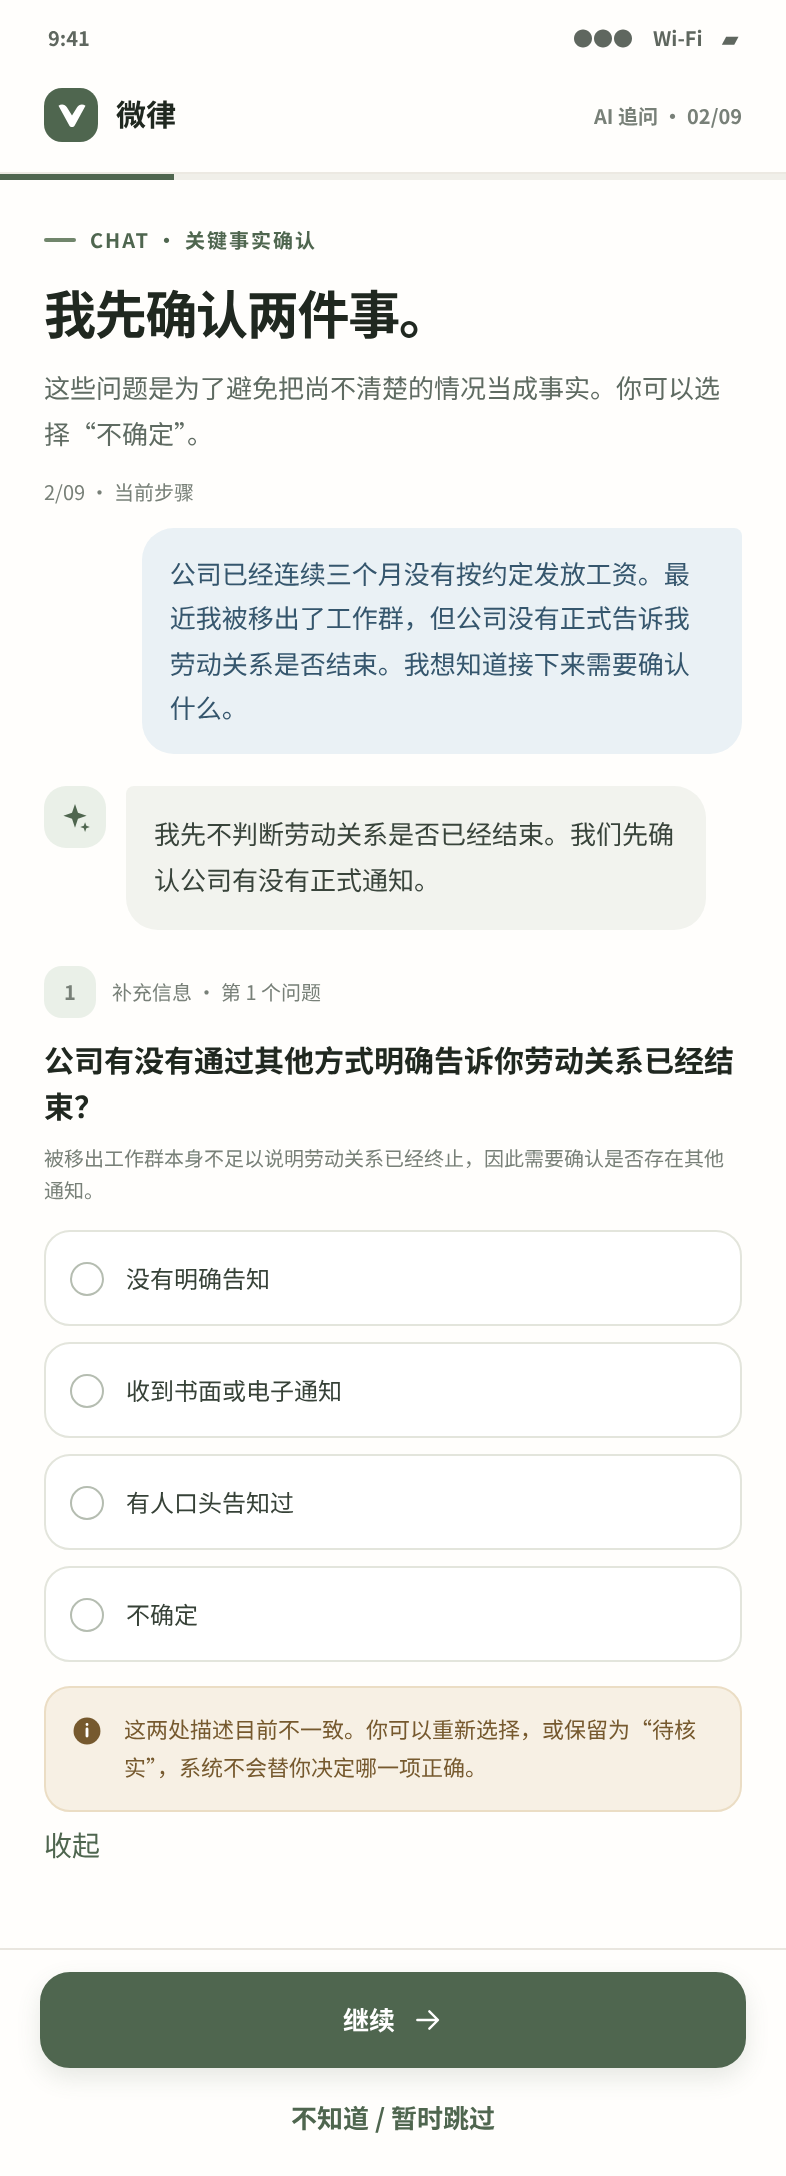 9:41
Wi-Fi
微律
AI 追问 • 02/09
CHAT • 关键事实确认
我先确认两件事。
这些问题是为了避免把尚不清楚的情况当成事实。你可以选
择“不确定”。
2/09 • 当前步骤
公司已经连续三个月没有按约定发放工资。最
近我被移出了工作群，但公司没有正式告诉我
劳动关系是否结束。我想知道接下来需要确认
什么。
我先不判断劳动关系是否已经结束。我们先确
认公司有没有正式通知。
1
补充信息 • 第 1 个问题
公司有没有通过其他方式明确告诉你劳动关系已经结
束？
被移出工作群本身不足以说明劳动关系已经终止，因此需要确认是否存在其他
通知。
没有明确告知
收到书面或电子通知
有人口头告知过
不确定
这两处描述目前不一致。你可以重新选择，或保留为“待核
实”，系统不会替你决定哪一项正确。
收起
继续 →
不知道 / 暂时跳过